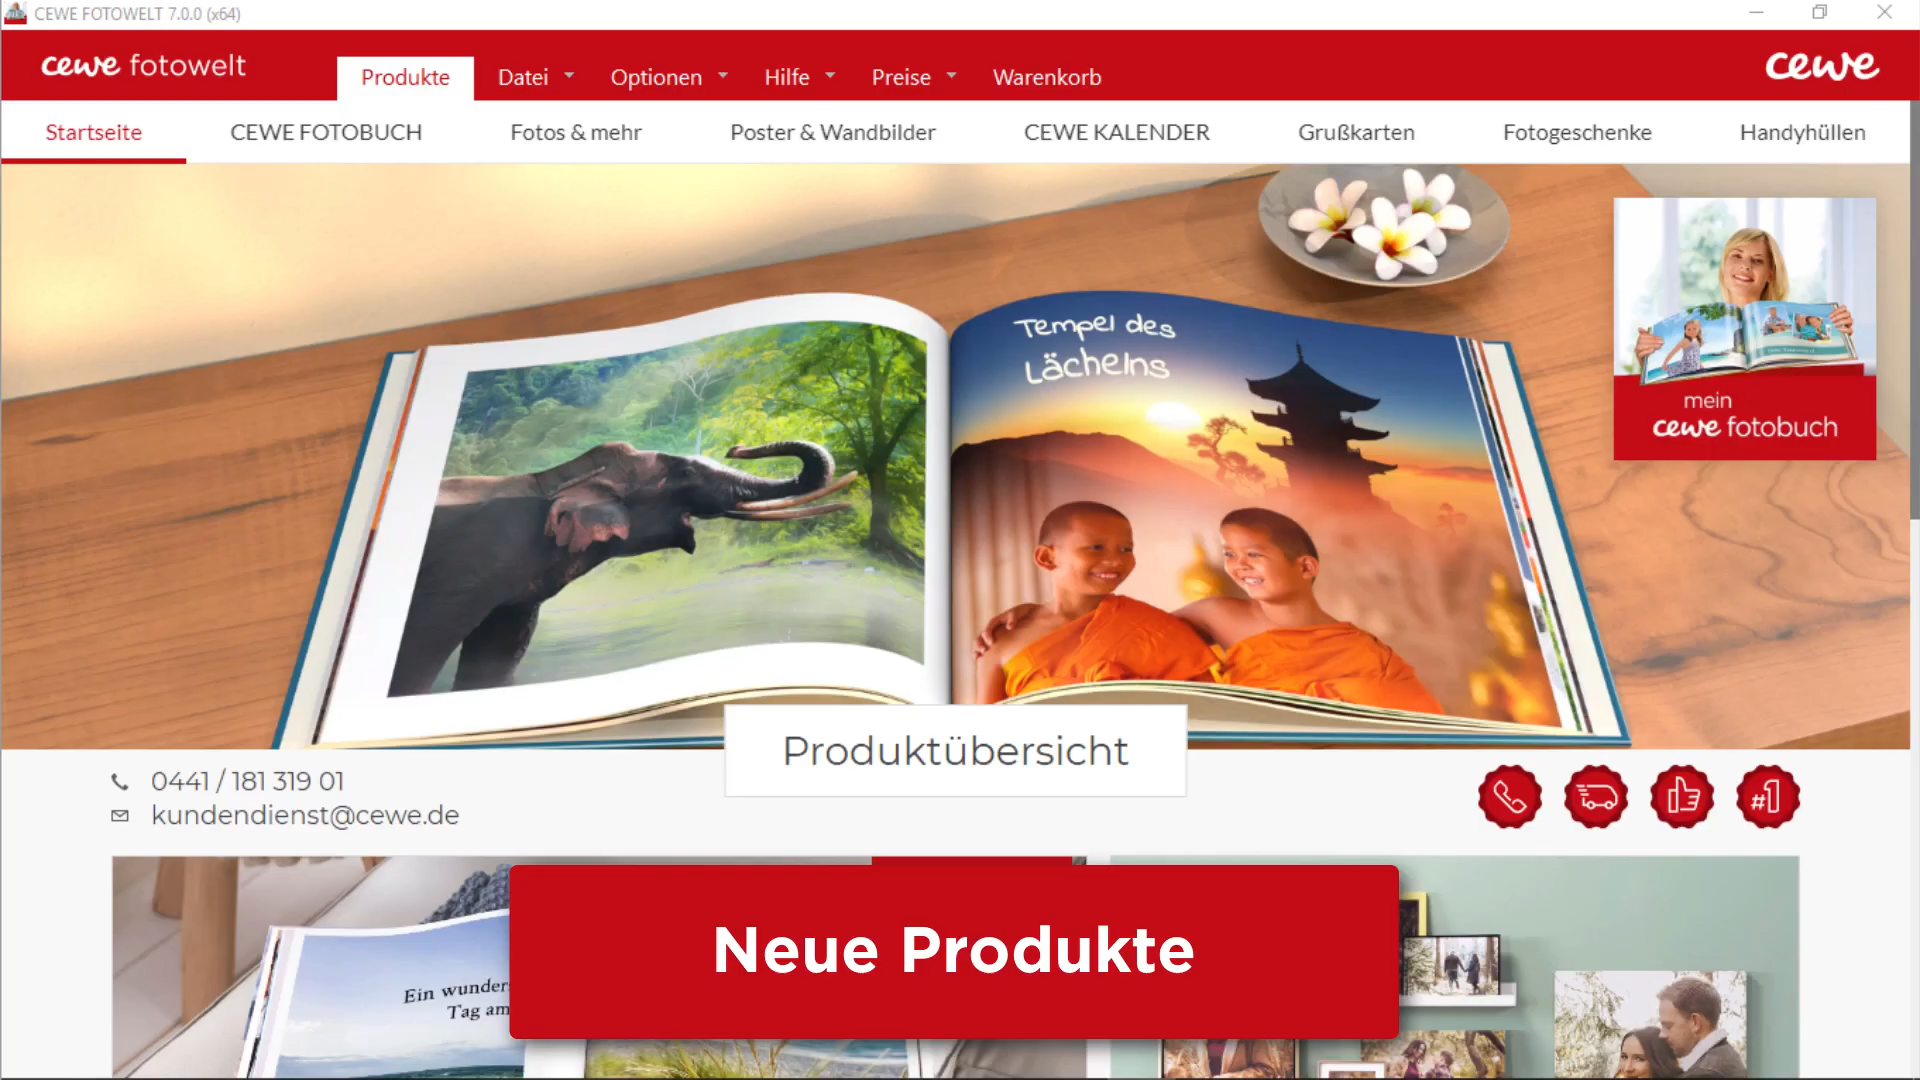 CEWE FOTOWELT 7.0.0 (x64)
cewe fotowelt
Produkte Datei Optionen Hilfe Preise Warenkorb
cewe
Startseite CEWE FOTOBUCH Fotos & mehr Poster & Wandbilder CEWE KALENDER Grußkarten Fotogeschenke Handyhüllen
Tempel des
Lächelns
mein
cewe fotobuch
Produktübersicht
0441 / 181 319 01
kundendienst@cewe.de
#1
Ein wunder
Tag am
Neue Produkte